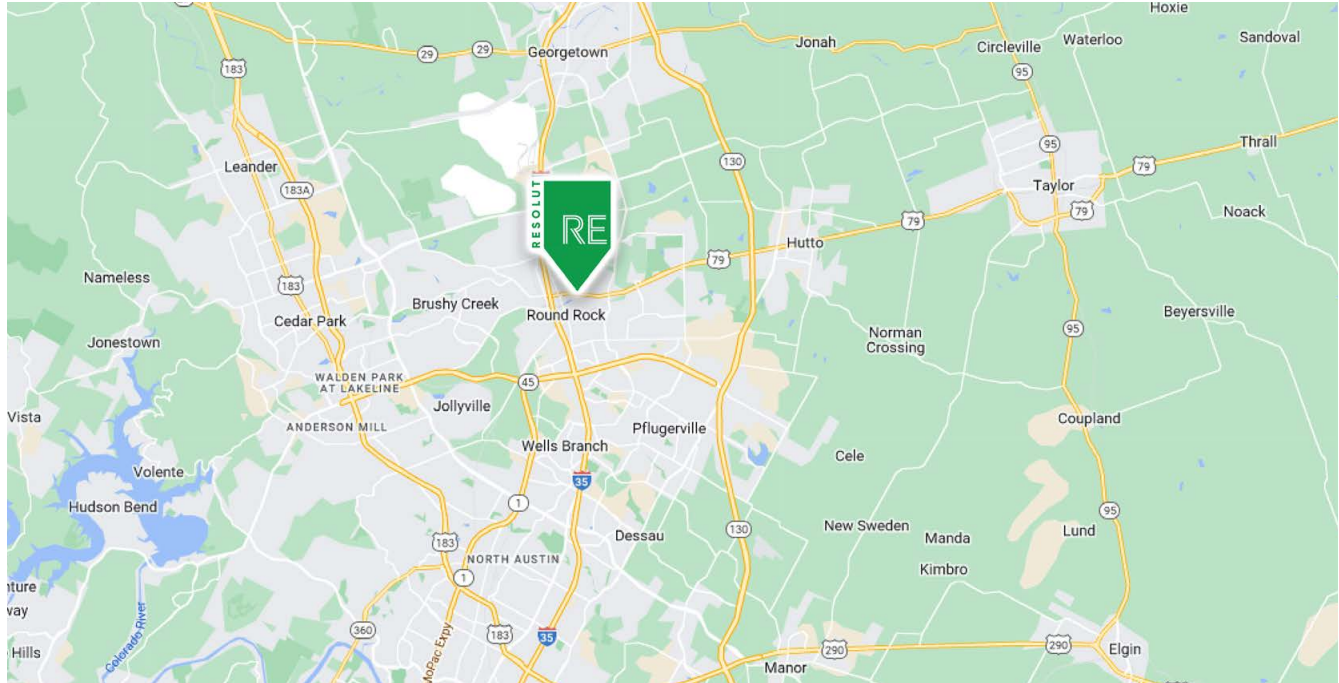 Hoxie
183
29
29
Georgetown
Jonah
Circleville
Waterloo
Sandoval
183
95
Leander
183A
130
95
Thrall
79
Taylor
79
RESOLUT
RE
Noack
79
Hutto
79
Nameless
183
Brushy Creek
Cedar Park
Round Rock
Beyersville
Jonestown
Norman
Crossing
95
WALDEN PARK
AT LAKELINE
45
Jollyville
Vista
ANDERSON MILL
Pflugerville
Coupland
Wells Branch
Cele
Volente
35
Hudson Bend
1
95
New Sweden
Lund
130
Dessau
Manda
183
NORTH AUSTIN
Kimbro
1
nture
way
Colorado River
360
MoPac Expy
183
35
Hills
290
290
Elgin
Manor